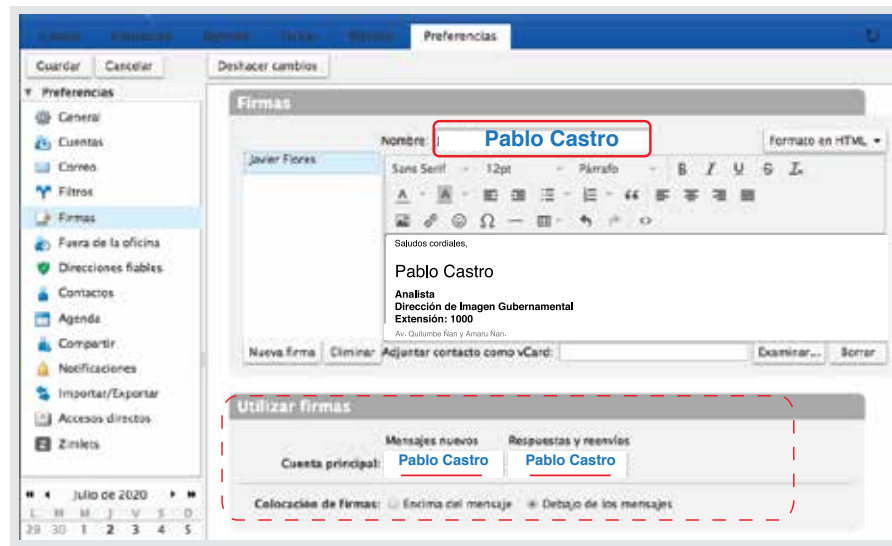 Preferencias
Guardar Cancelar Deshacer cambios
Preferencias
General
Cuentas
Correo
Filtros
Firmas
Fuera de la oficina
Direcciones fiables
Contactos
Agenda
Compartir
Notificaciones
Importar/Exportar
Accesos directos
Zimlets
Julio de 2020
L M M J V S D
29 30 1 2 3 4 5
Firmas
Nombre: Pablo Castro Formato en HTML
Javier Flores
Sans Serif 12pt Párrafo
Saludos cordiales,
Pablo Castro
Analista
Dirección de Imagen Gubernamental
Extensión: 1000
Av. Quitumbe Ñan y Amaru Ñan.
Nueva firma Eliminar Adjuntar contacto como vCard: Examinar... Borrar
Utilizar firmas
Mensajes nuevos Respuestas y reenvíos
Cuenta principal: Pablo Castro Pablo Castro
Colocación de firmas: Encima del mensaje Debajo de los mensajes